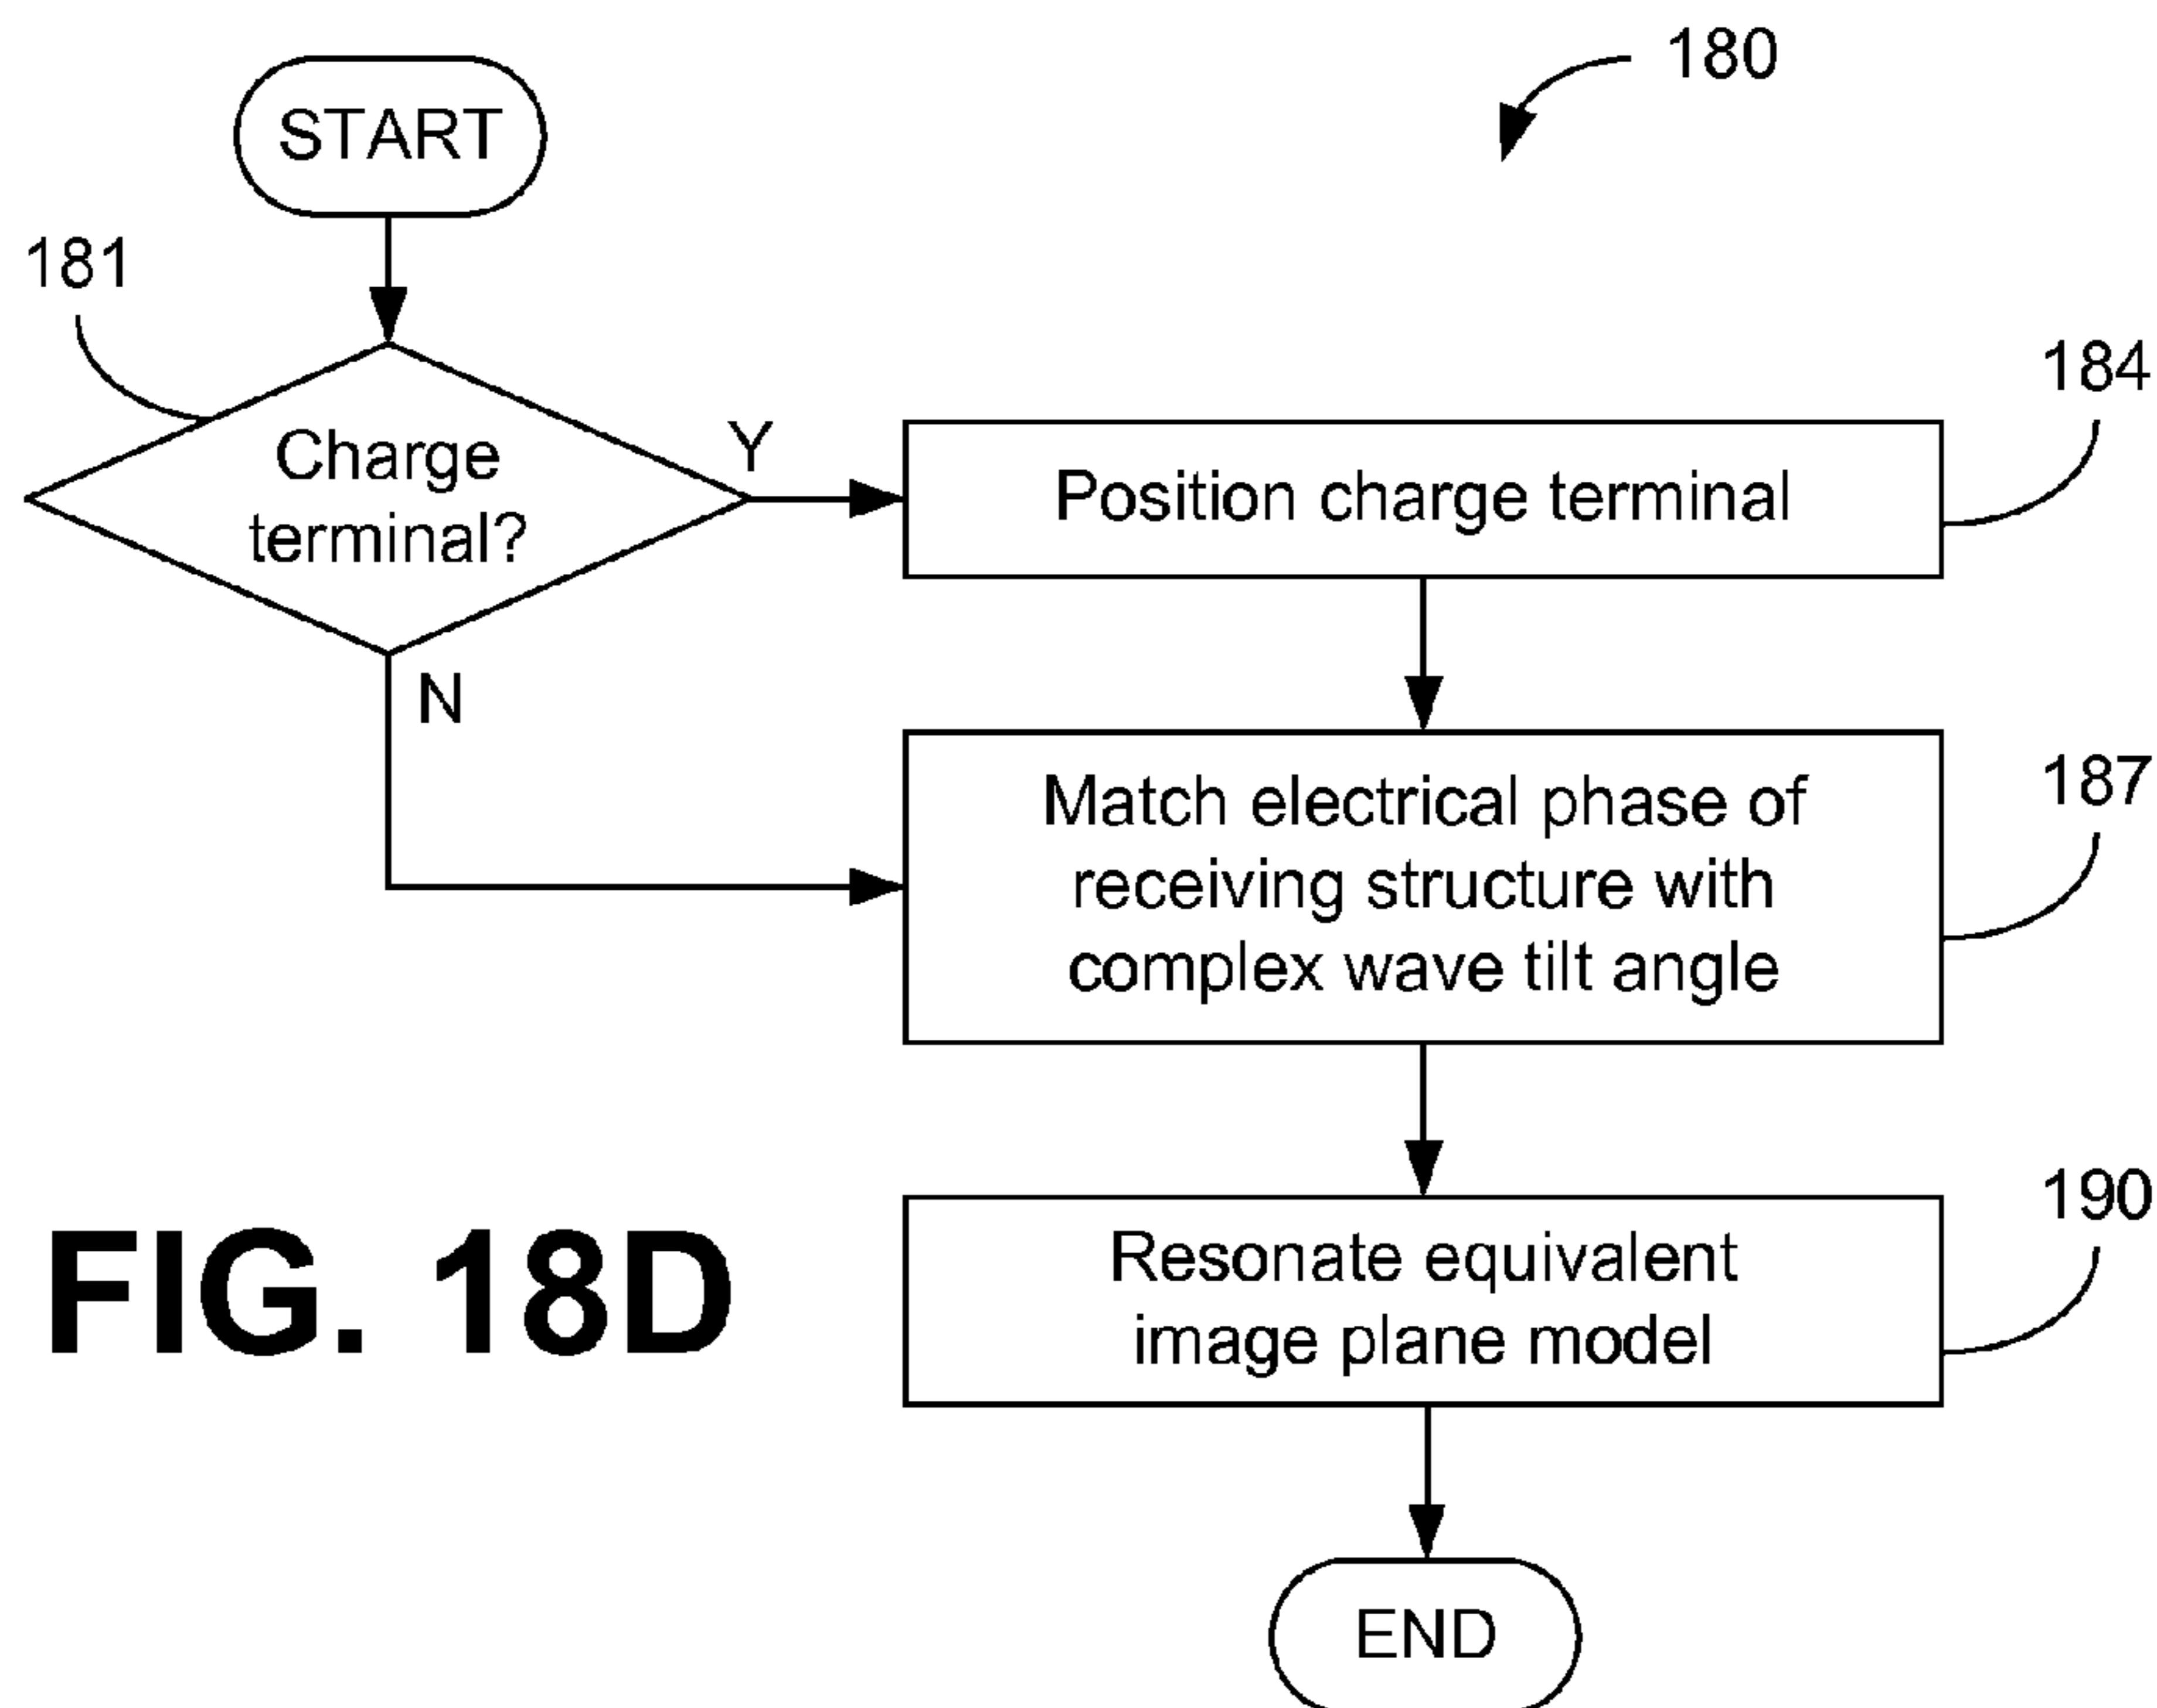 START
180
181
Charge
terminal?
Y
N
Position charge terminal
184
Match electrical phase of
receiving structure with
complex wave tilt angle
187
Resonate equivalent
image plane model
190
FIG. 18D
END